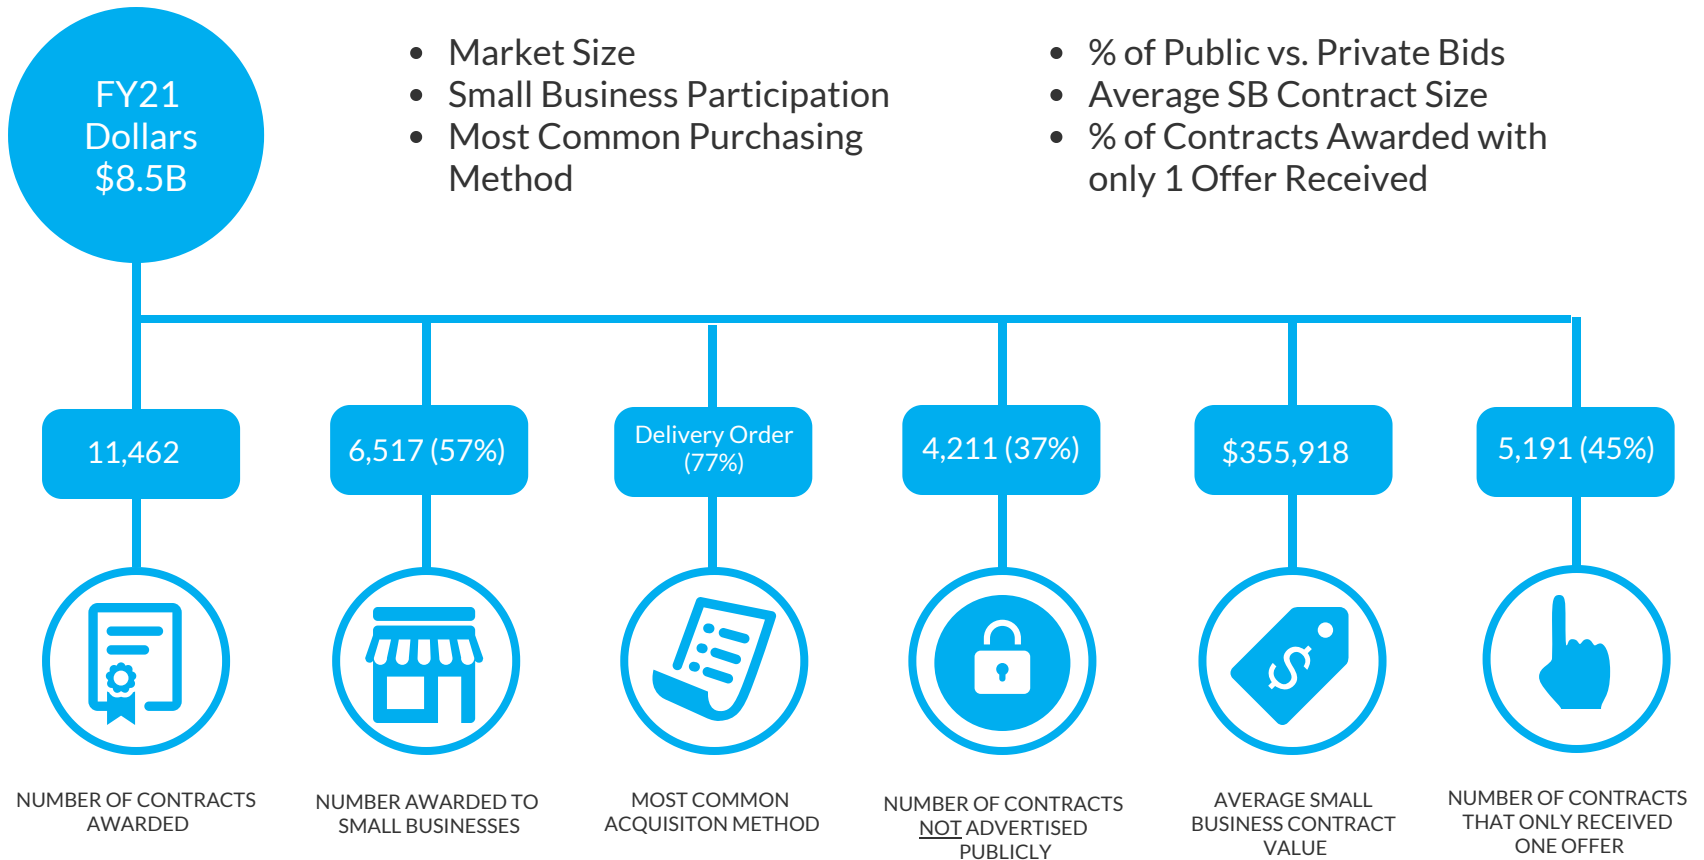 FY21
Dollars
$8.5B
• Market Size
• Small Business Participation
• Most Common Purchasing
Method
• % of Public vs. Private Bids
• Average SB Contract Size
• % of Contracts Awarded with
only 1 Offer Received
11,462
6,517 (57%)
Delivery Order
(77%)
4,211 (37%)
$355,918
5,191 (45%)
$
NUMBER OF CONTRACTS
AWARDED
NUMBER AWARDED TO
SMALL BUSINESSES
MOST COMMON
ACQUISITON METHOD
NUMBER OF CONTRACTS
NOT ADVERTISED
PUBLICLY
AVERAGE SMALL
BUSINESS CONTRACT
VALUE
NUMBER OF CONTRACTS
THAT ONLY RECEIVED
ONE OFFER